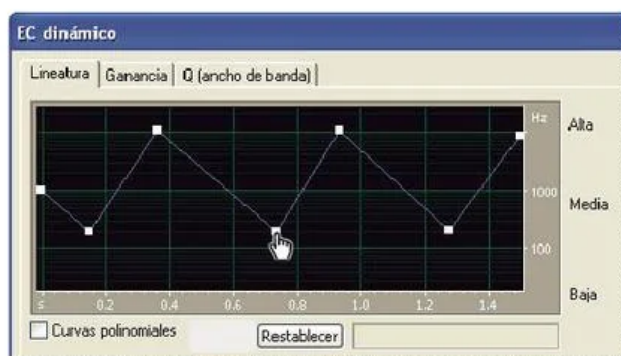 EC dinámico
Lineatura Ganancia Q (ancho de banda)
Hz Alta
1000 Media
100
Baja
s 0.2 0.4 0.6 0.8 1.0 1.2 1.4
Curvas polinomiales Restablecer